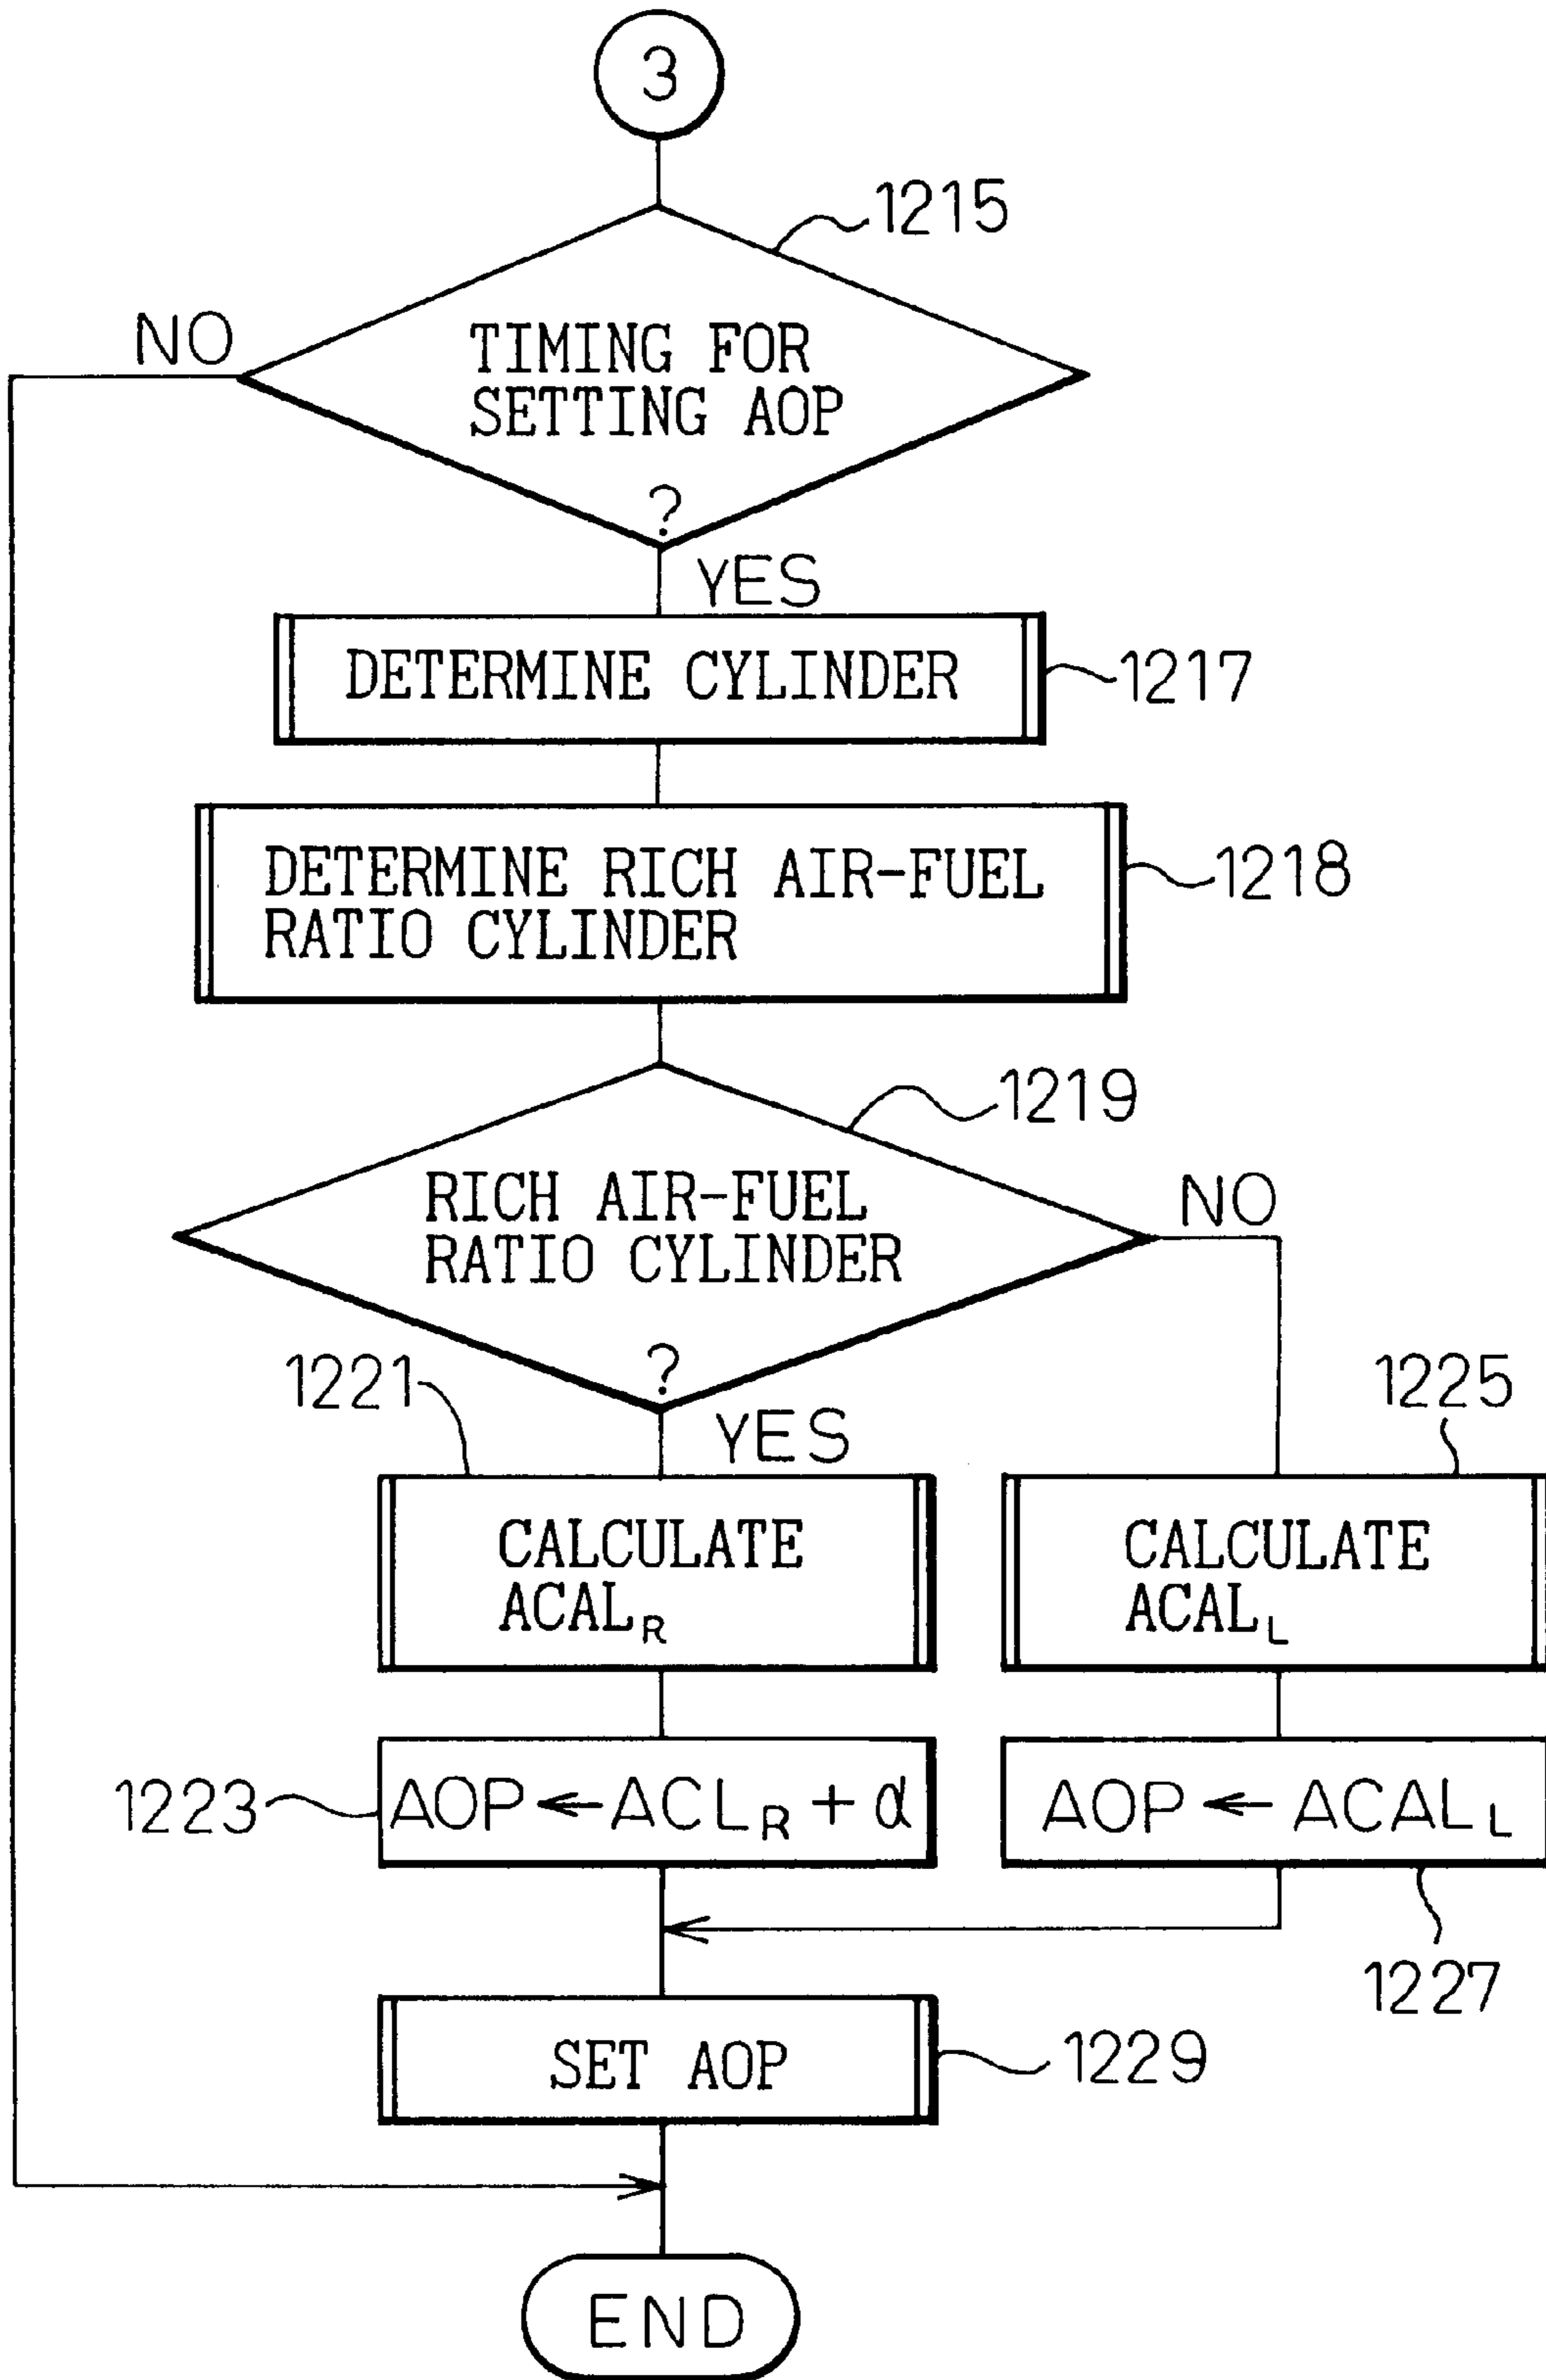 3
1215
NO
TIMING FOR
SETTING AOP
?
YES
DETERMINE CYLINDER
1217
DETERMINE RICH AIR-FUEL
RATIO CYLINDER
1218
1219
RICH AIR-FUEL
RATIO CYLINDER
?
NO
YES
1221
1225
CALCULATE
ACALR
CALCULATE
ACALL
1223
AOP ← ACLR + α
AOP ← ACALL
1227
SET AOP
1229
END